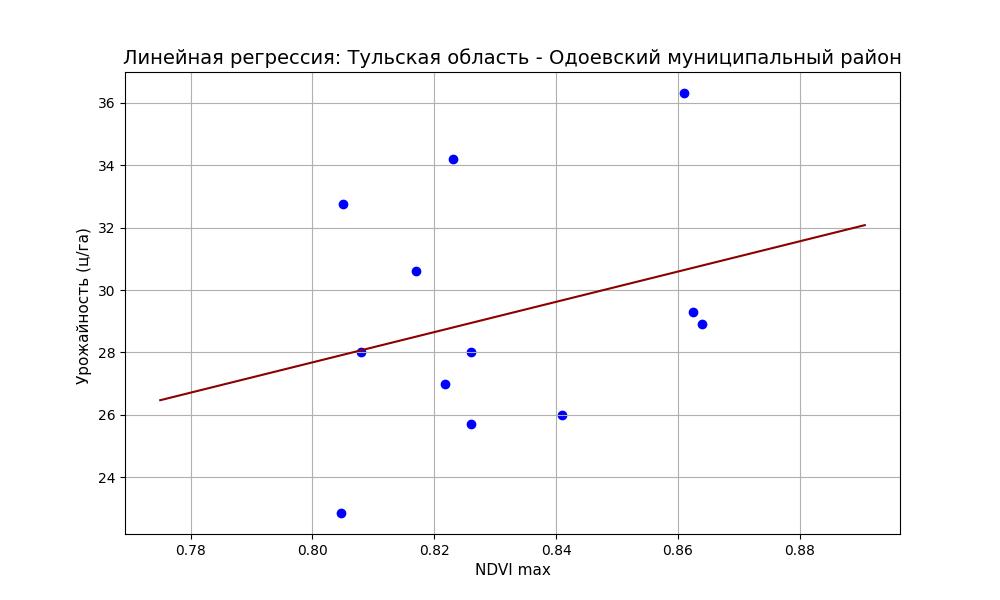 Линейная регрессия: Тульская область - Одоевский муниципальный район
36
34
32
30
28
26
24
Урожайность (ц/га)
0.78 0.80 0.82 0.84 0.86 0.88
NDVI max